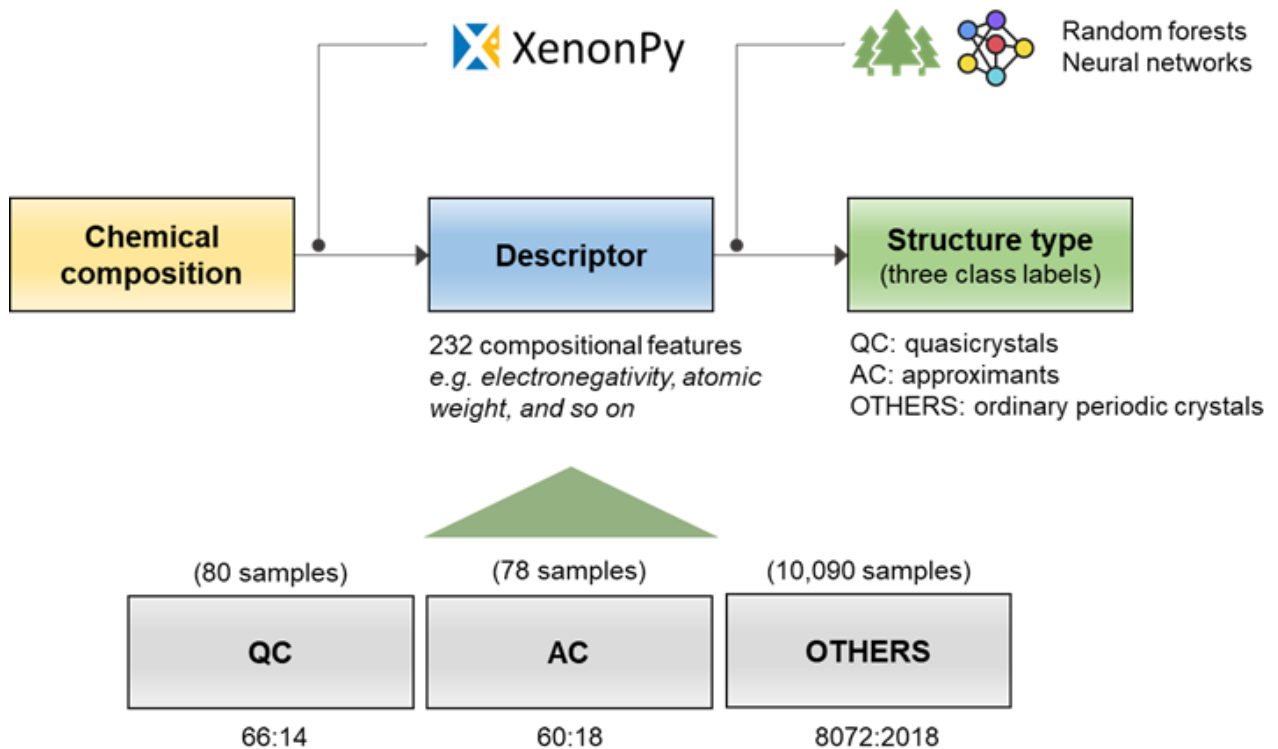 XenonPy
Random forests
Neural networks
Chemical
composition
Descriptor
Structure type
(three class labels)
232 compositional features
e.g. electronegativity, atomic
weight, and so on
QC: quasicrystals
AC: approximants
OTHERS: ordinary periodic crystals
(80 samples)
(78 samples)
(10,090 samples)
QC
AC
OTHERS
66:14
60:18
8072:2018